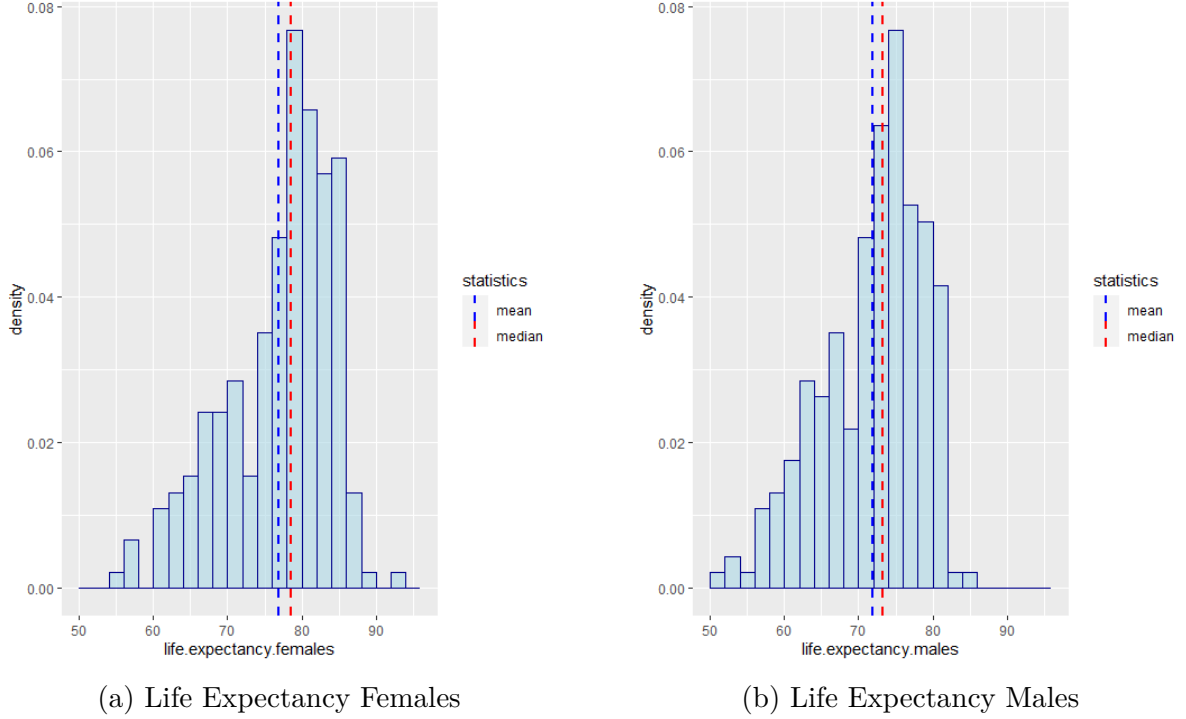 0.08
0.06
0.04
0.02
0.00
density
50 60 70 80 90
life.expectancy.females
statistics
mean
median
(a) Life Expectancy Females
0.08
0.06
0.04
0.02
0.00
density
50 60 70 80 90
life.expectancy.males
statistics
mean
median
(b) Life Expectancy Males